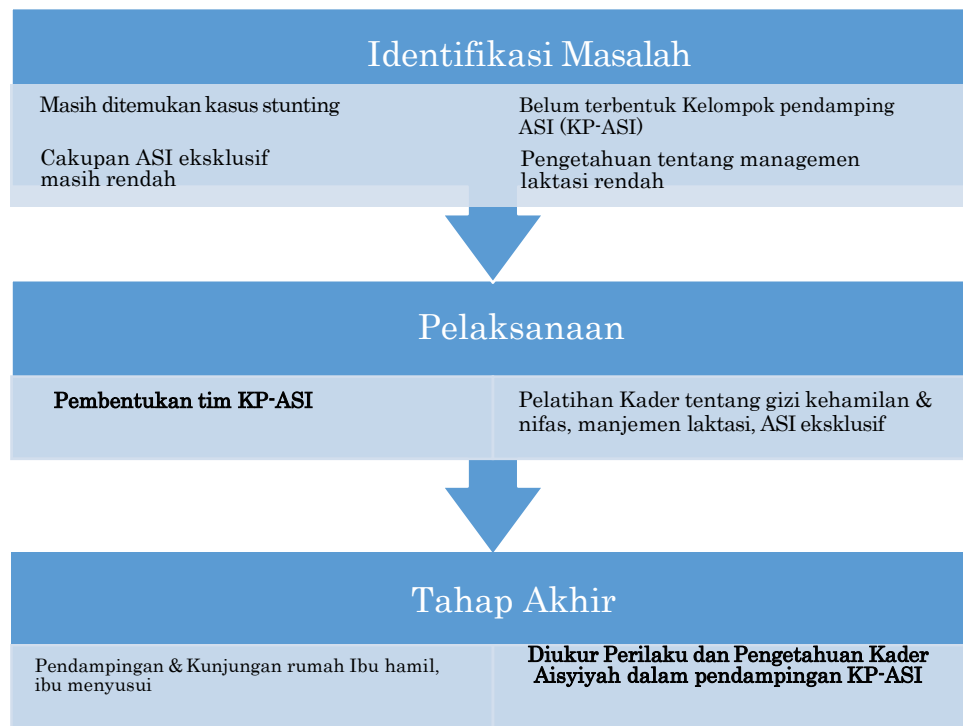 Identifikasi Masalah
Masih ditemukan kasus stunting
Cakupan ASI eksklusif
masih rendah
Belum terbentuk Kelompok pendamping
ASI (KP-ASI)
Pengetahuan tentang managemen
laktasi rendah
Pelaksanaan
Pembentukan tim KP-ASI
Pelatihan Kader tentang gizi kehamilan &
nifas, manjemen laktasi, ASI eksklusif
Tahap Akhir
Pendampingan & Kunjungan rumah Ibu hamil,
ibu menyusui
Diukur Perilaku dan Pengetahuan Kader
Aisyiyah dalam pendampingan KP-ASI